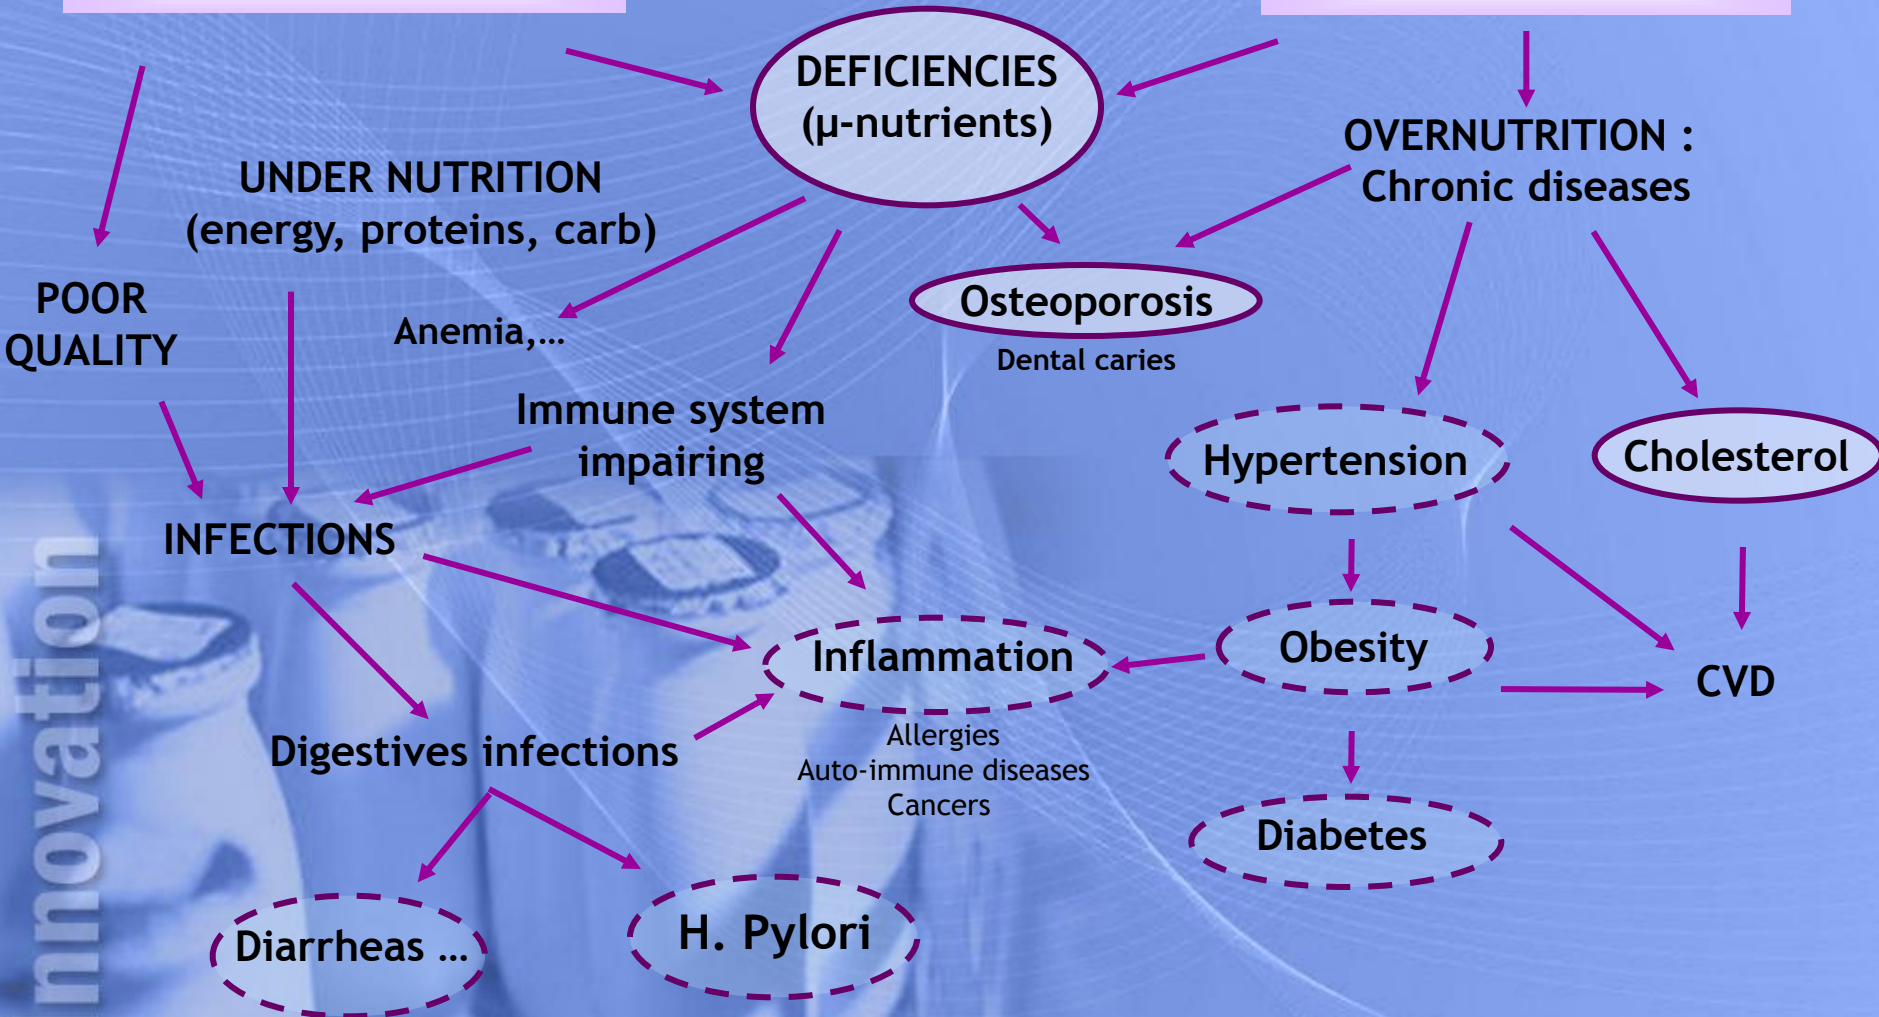 DEFICIENCIES
(µ-nutrients)
OVERNUTRITION :
Chronic diseases
UNDER NUTRITION
(energy, proteins, carb)
POOR
QUALITY
Anemia,…
Osteoporosis
Dental caries
Immune system
impairing
Hypertension
Cholesterol
INFECTIONS
Inflammation
Obesity
CVD
Allergies
Auto-immune diseases
Cancers
Digestives infections
Diabetes
Diarrheas …
H. Pylori
nnovation